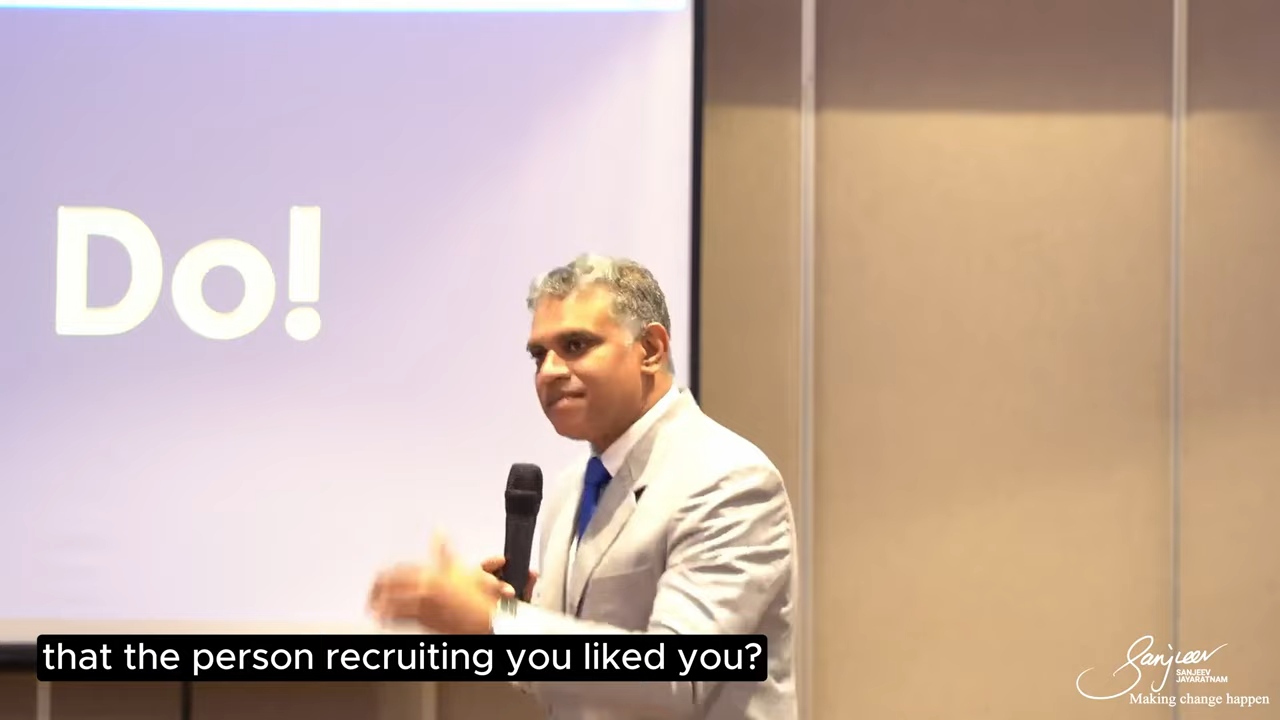 Do!
that the person recruiting you liked you?
Sanjeev
SANJEEV
JAYARATNAM
Making change happen